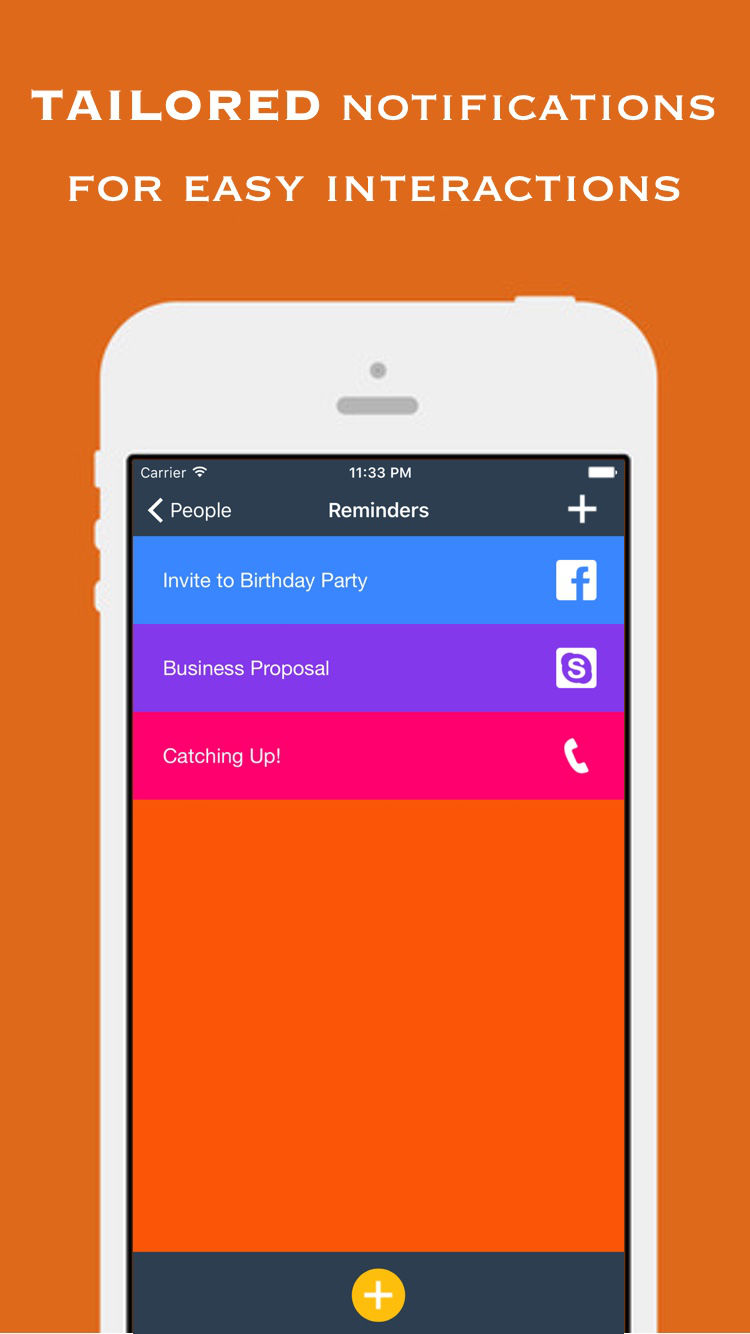 TAILORED NOTIFICATIONS
FOR EASY INTERACTIONS
Carrier 11:33 PM
People Reminders
Invite to Birthday Party
Business Proposal
Catching Up!